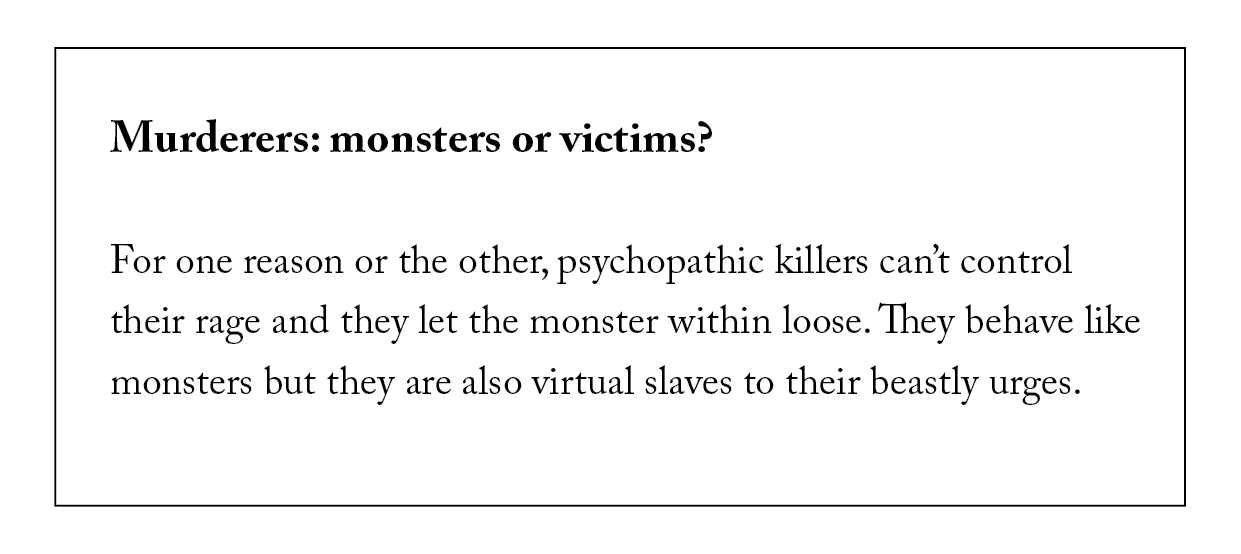 Murderers: monsters or victims?
For one reason or the other, psychopathic killers can’t control
their rage and they let the monster within loose. They behave like
monsters but they are also virtual slaves to their beastly urges.